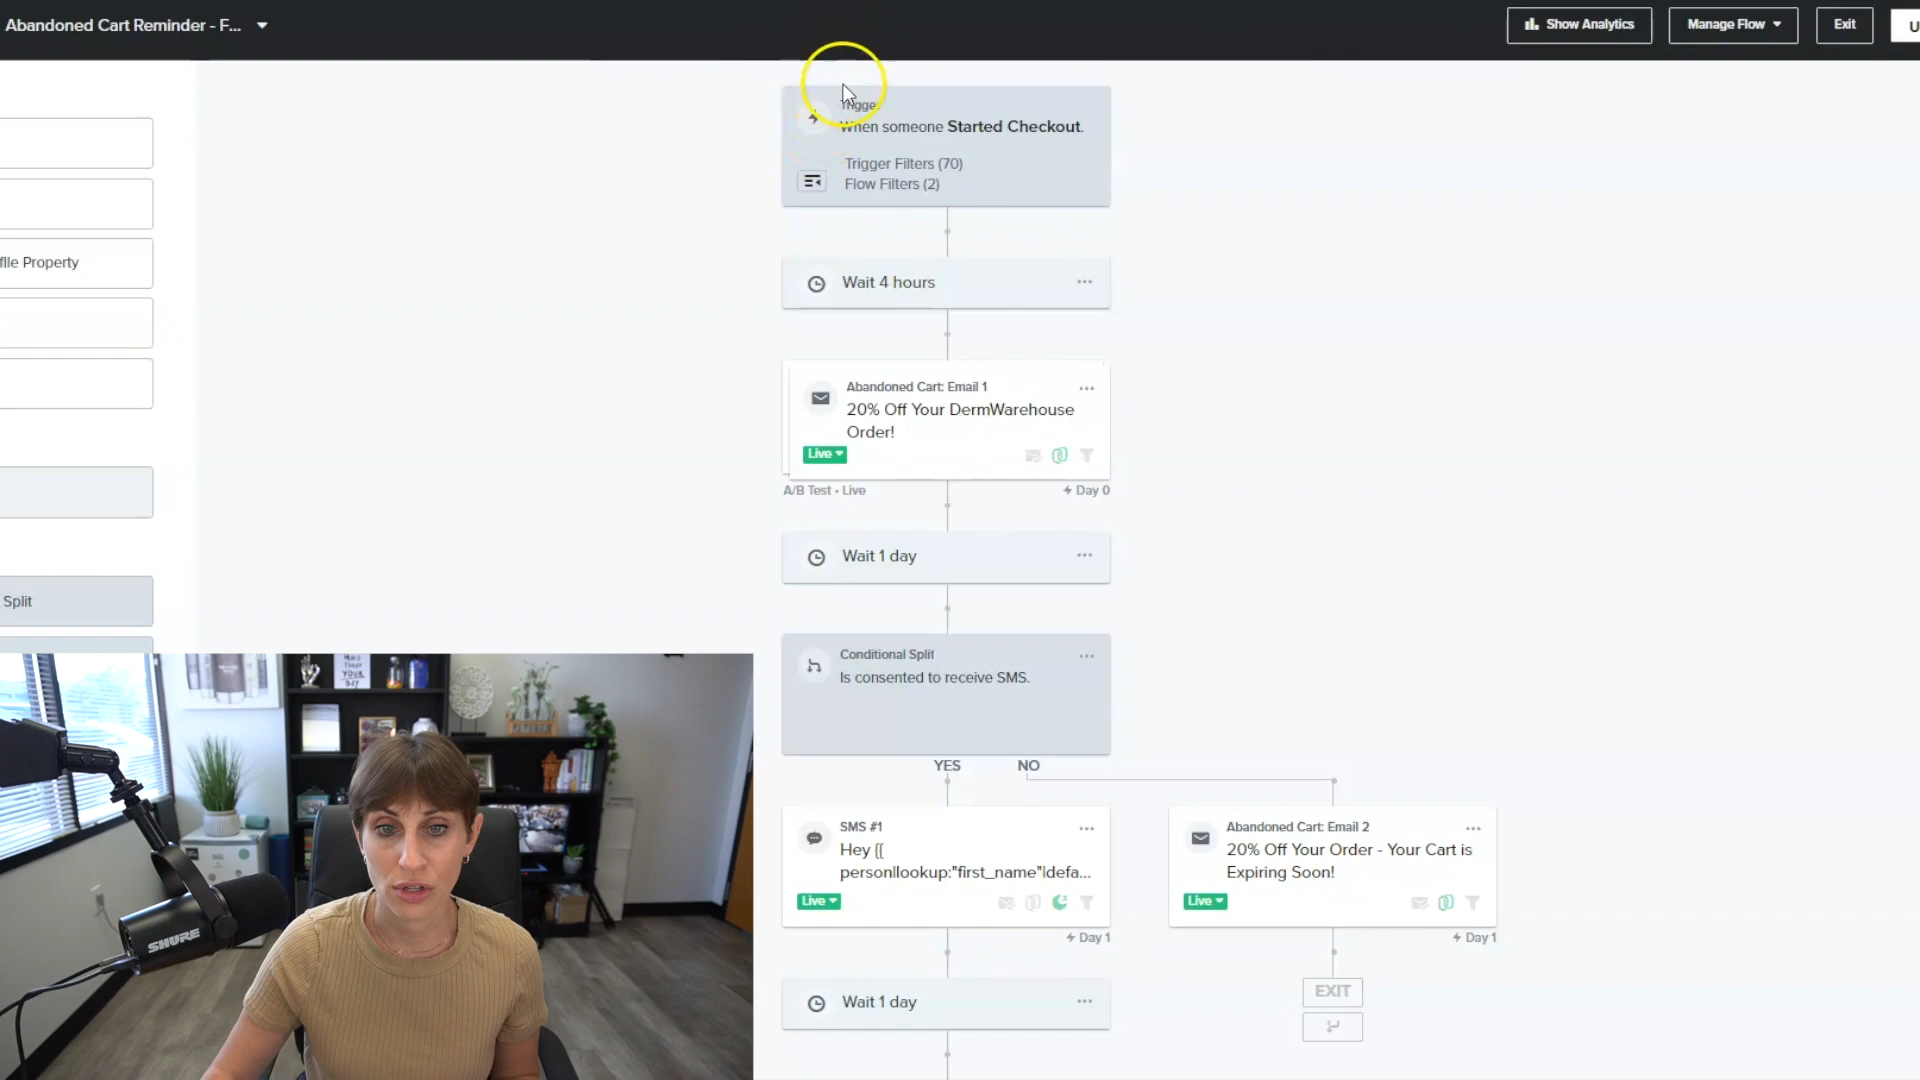 Abandoned Cart Reminder - F...
Show Analytics
Manage Flow
Exit
Trigger
When someone Started Checkout.
Trigger Filters (70)
Flow Filters (2)
file Property
Wait 4 hours
Abandoned Cart: Email 1
20% Off Your DermWarehouse
Order!
Live
A/B Test - Live
Day 0
Wait 1 day
Split
Conditional Split
Is consented to receive SMS.
YES
NO
SMS #1
Hey {{
person|lookup:"first_name"|defa...
Live
Day 1
Abandoned Cart: Email 2
20% Off Your Order - Your Cart is
Expiring Soon!
Live
Day 1
Wait 1 day
EXIT
SHURE